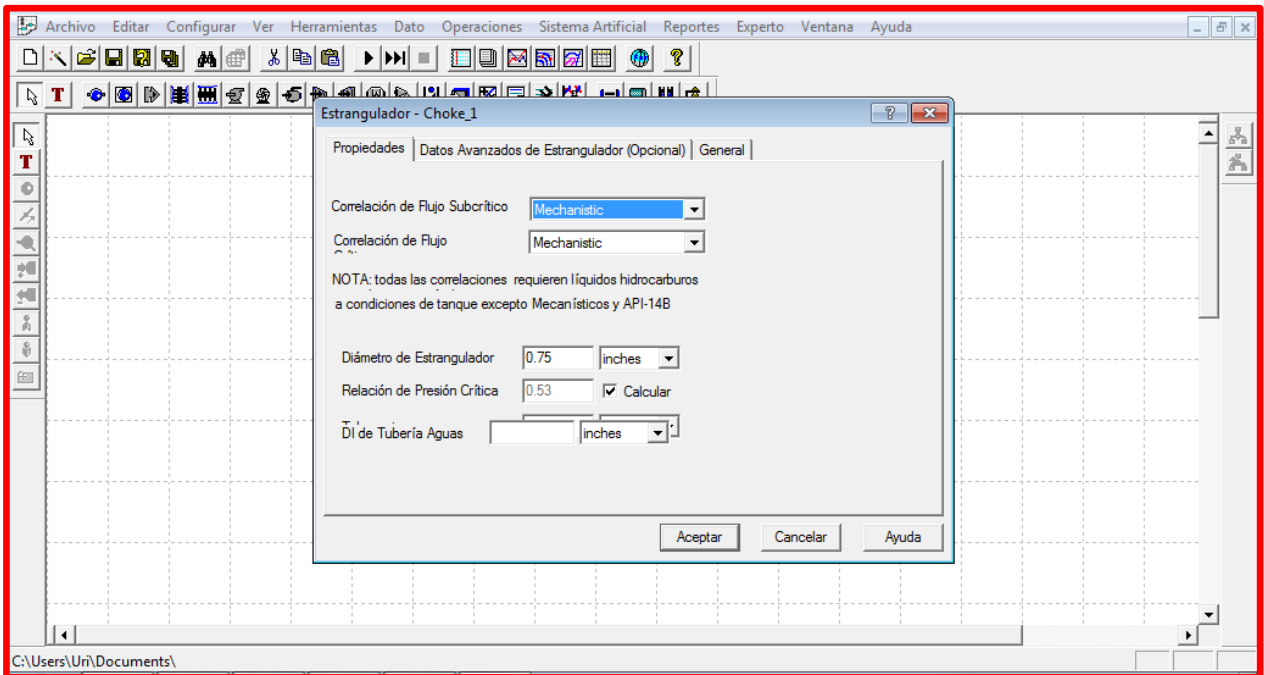 Archivo Editar Configurar Ver Herramientas Dato Operaciones Sistema Artificial Reportes Experto Ventana Ayuda
T
Estrangulador - Choke_1
Propiedades Datos Avanzados de Estrangulador (Opcional) General
T
Correlación de Flujo Subcrítico Mechanistic
Correlación de Flujo Mechanistic
NOTA: todas las correlaciones requieren líquidos hidrocarburos
a condiciones de tanque excepto Mecanísticos y API-14B
Diámetro de Estrangulador 0.75 inches
Relación de Presión Crítica 0.53 Calcular
DI de Tubería Aguas inches
Aceptar Cancelar Ayuda
C:\Users\Uri\Documents\